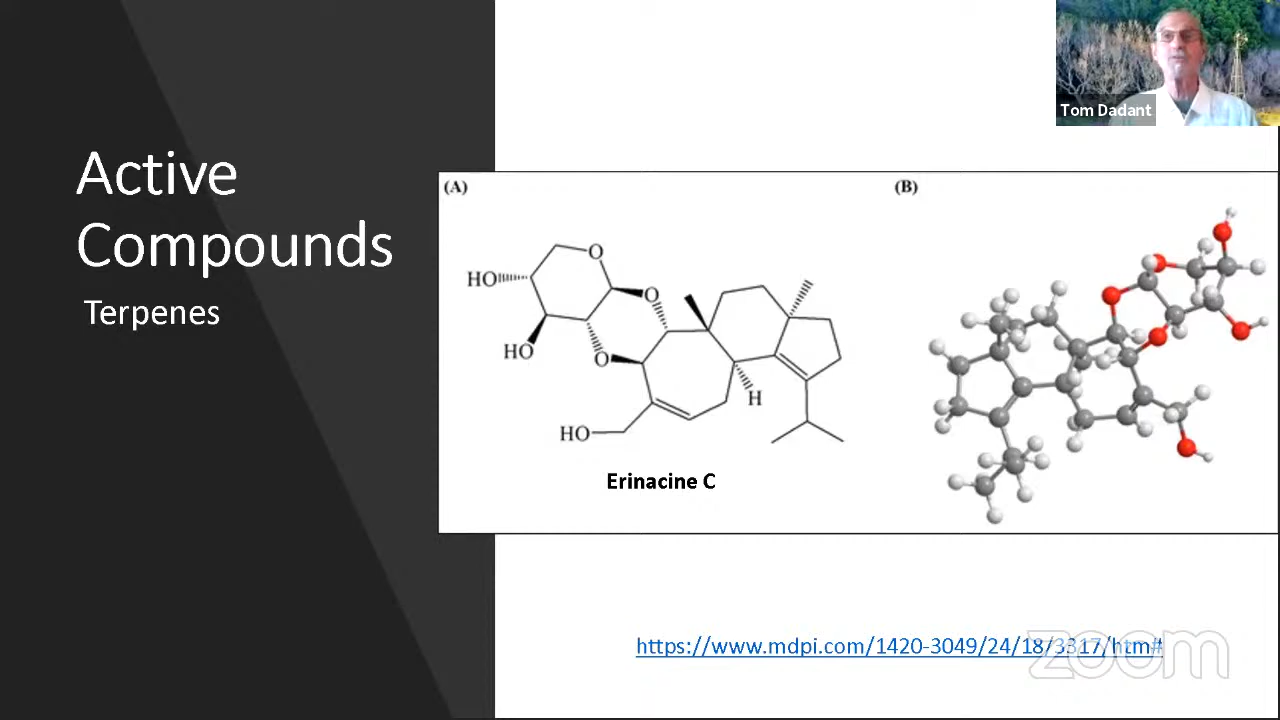 Active
Compounds
Terpenes
Tom Dadant
(A)
(B)
O
HO
O
HO
O
H
HO
Erinacine C
https://www.mdpi.com/1420-3049/24/18/3317/htm#
zoom